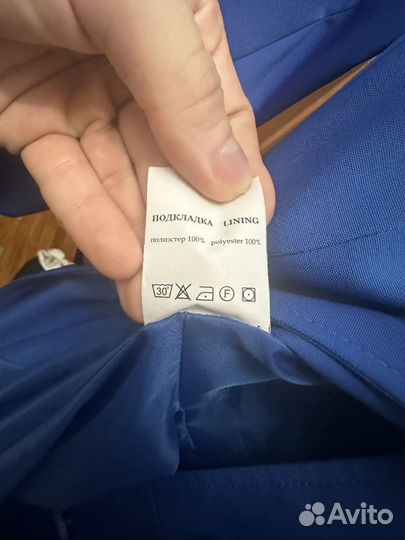 ПОДКЛАДКА LINING
полиэстер 100% polyester 100%
30°
F
Avito